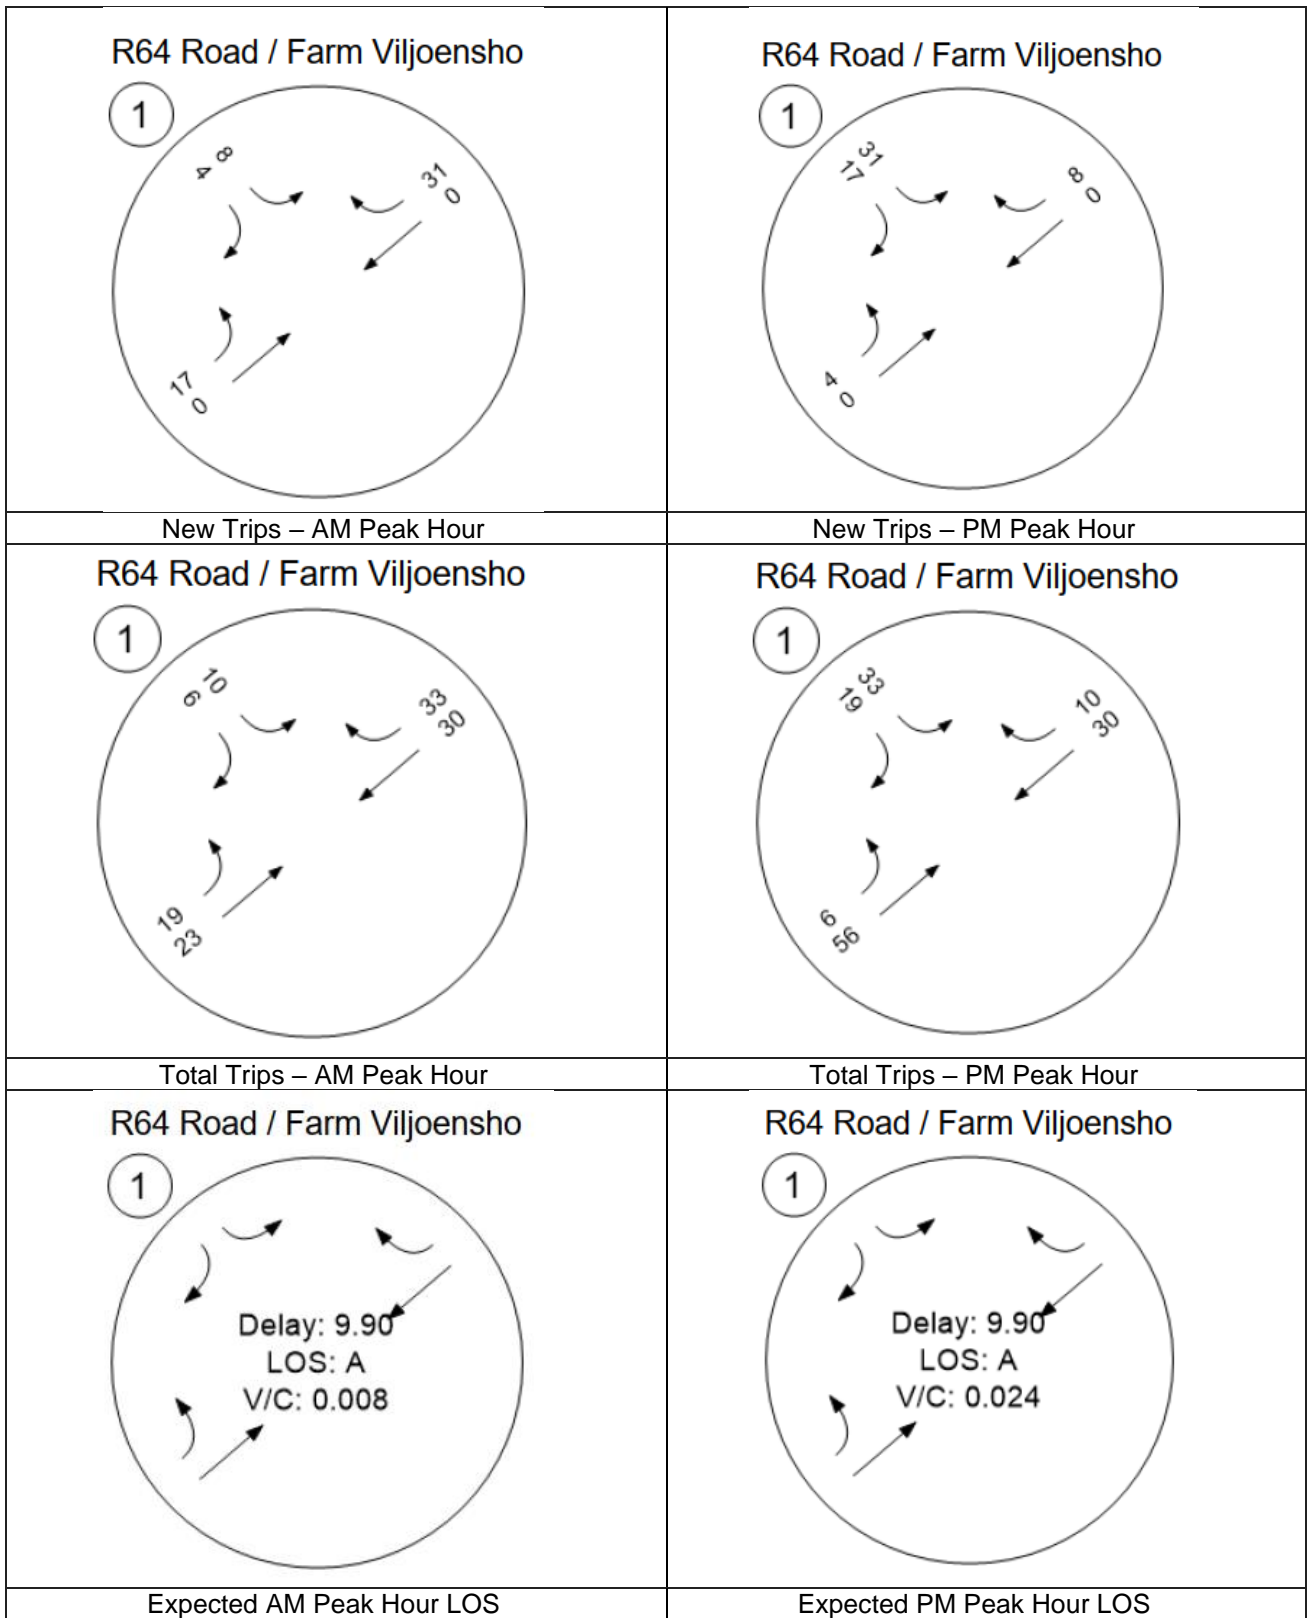 R64 Road / Farm Viljoensho
1
8
4
31
0
17
0
New Trips – AM Peak Hour
R64 Road / Farm Viljoensho
1
31
17
8
0
4
0
New Trips – PM Peak Hour
R64 Road / Farm Viljoensho
1
10
6
33
30
19
23
Total Trips – AM Peak Hour
R64 Road / Farm Viljoensho
1
33
19
10
30
6
56
Total Trips – PM Peak Hour
R64 Road / Farm Viljoensho
1
Delay: 9.90
LOS: A
V/C: 0.008
Expected AM Peak Hour LOS
R64 Road / Farm Viljoensho
1
Delay: 9.90
LOS: A
V/C: 0.024
Expected PM Peak Hour LOS